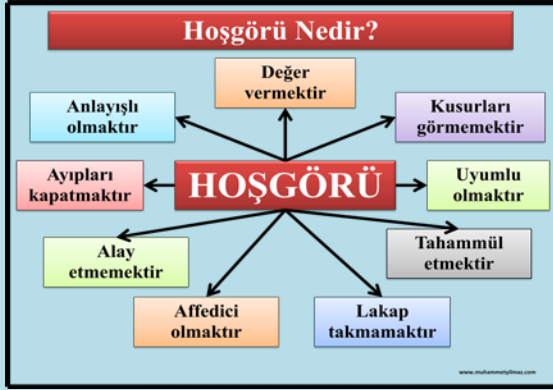 Hoşgörü Nedir?
Değer
vermektir
Anlayışlı
olmaktır
Kusurları
görmemektir
Ayıpları
kapatmaktır
HOŞGÖRÜ
Uyumlu
olmaktır
Alay
etmemektir
Tahammül
etmektir
Affedici
olmaktır
Lakap
takmamaktır
www.muhammetyilmaz.com